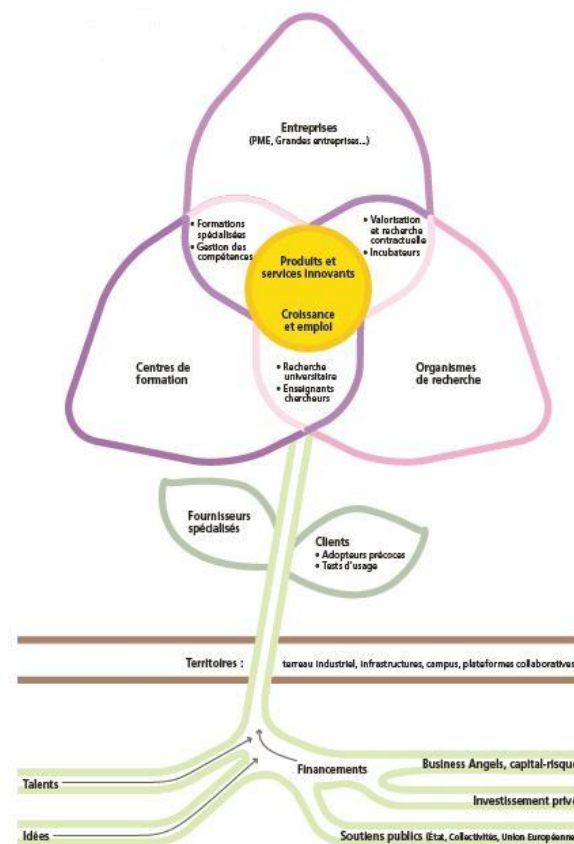 Entreprises
(PME, Grandes entreprises...)
• Formations
spécialisées
• Gestion des
compétences
• Valorisation
et recherche
contractuelle
• Incubateurs
Produits et
services innovants
Croissance
et emploi
Centres de
formation
• Recherche
universitaire
• Enseignants
chercheurs
Organismes
de recherche
Fournisseurs
spécialisés
Clients
• Adopteurs précoces
• Tests d'usage
Territoires : terreau industriel, infrastructures, campus, plateformes collaboratives
Talents
Financements
Business Angels, capital-risque
Investissement privé
Idées
Soutiens publics (État, Collectivités, Union Européenne